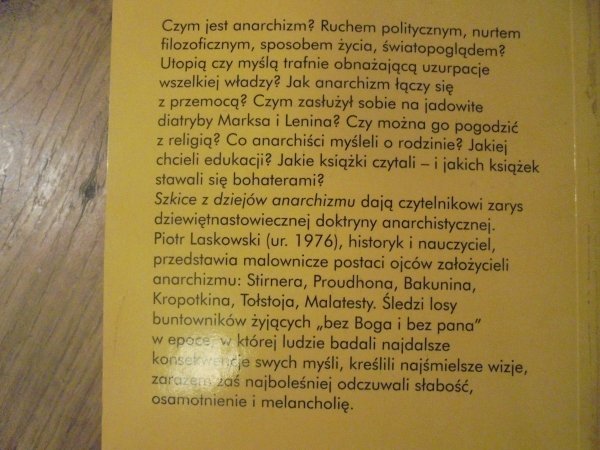 Czym jest anarchizm? Ruchem politycznym, nurtem
filozoficznym, sposobem życia, światopoglądem?
Utopią czy myślą trafnie obnażającą uzurpacje
wszelkiej władzy? Jak anarchizm łączy się
z przemocą? Czym zasłużył sobie na jadowite
diatryby Marksa i Lenina? Czy można go pogodzić
z religią? Co anarchiści myśleli o rodzinie? Jakiej
chcieli edukacji? Jakie książki czytali – i jakich książek
stawali się bohaterami?
Szkice z dziejów anarchizmu dają czytelnikowi zarys
dziewiętnastowiecznej doktryny anarchistycznej.
Piotr Laskowski (ur. 1976), historyk i nauczyciel,
przedstawia malownicze postaci ojców założycieli
anarchizmu: Stirnera, Proudhona, Bakunina,
Kropotkina, Tołstoja, Malatesty. Śledzi losy
buntowników żyjących „bez Boga i bez pana”
w epoce, w której ludzie badali najdalsze
konsekwencje swych myśli, kreślili najśmielsze wizje,
zarazem zaś najboleśniej odczuwali słabość,
osamotnienie i melancholię.